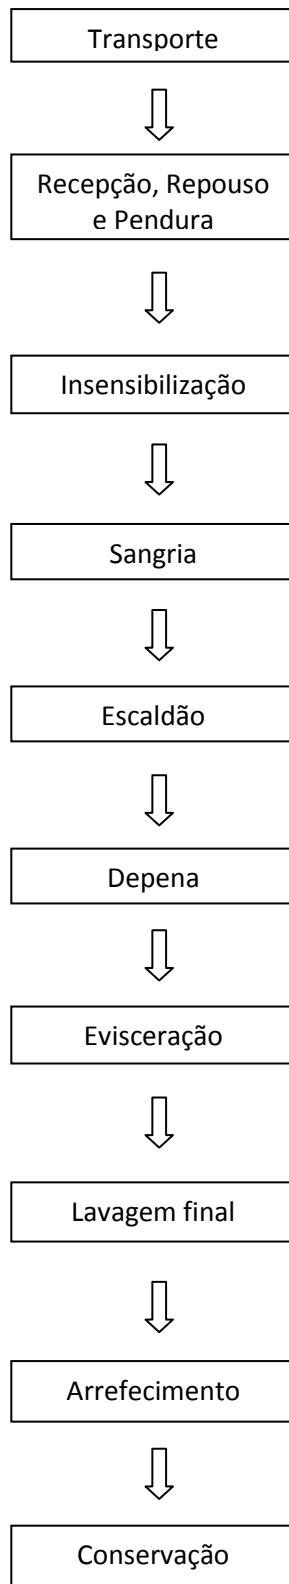 Transporte
Recepção, Repouso
e Pendura
Insensibilização
Sangria
Escaldão
Depena
Evisceração
Lavagem final
Arrefecimento
Conservação